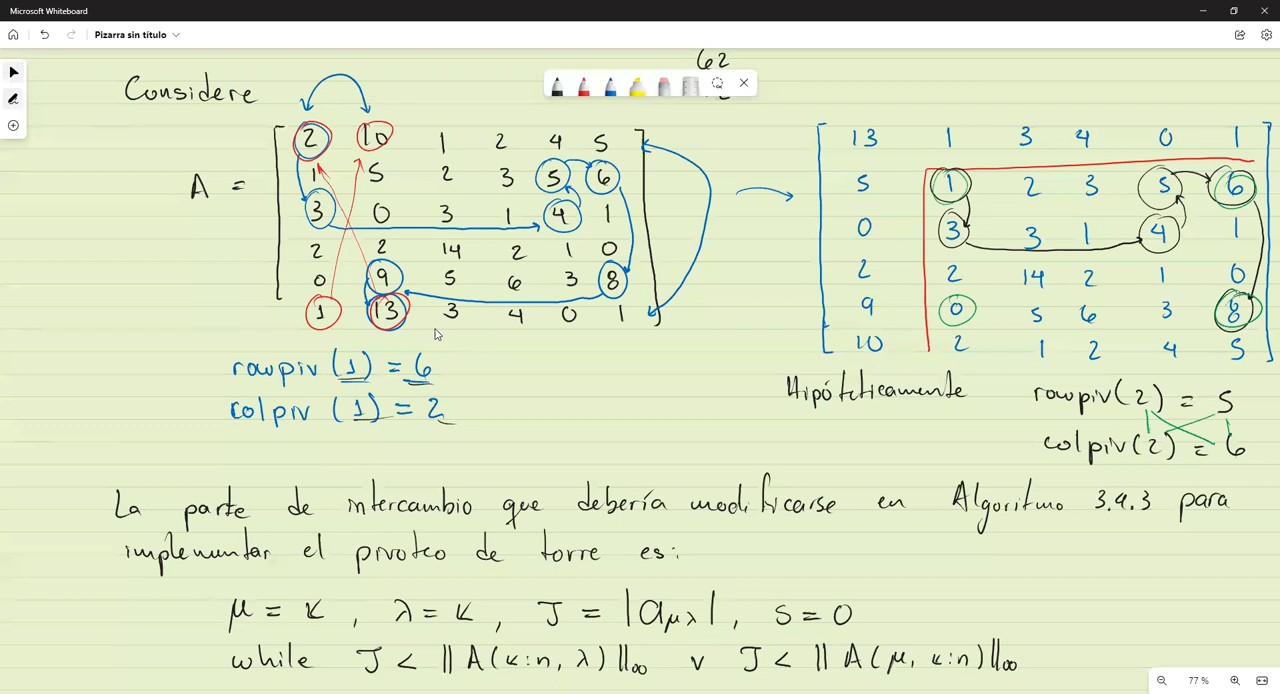 Microsoft Whiteboard
Pizarra sin título
62
Considere
A =
2 10 1 2 4 5
1 5 2 3 5 6
3 0 3 1 4 1
2 2 14 2 1 0
0 9 5 6 3 8
1 13 3 4 0 1
13 1 3 4 0 1
5 1 2 3 5 6
0 3 3 1 4 1
2 2 14 2 1 0
9 0 5 6 3 8
10 2 1 2 4 5
rowpiv (1) = 6
colpiv (1) = 2
Hipóteticamente
rowpiv(2) = 5
colpiv(2) = 6
La parte de intercambio que debería modificarse en Algoritmo 3.4.3 para
implementar el pivoteo de torre es:
μ = κ , λ = κ , J = |aμλ| , s = 0
while J < || A(κ:n, λ) ||∞ ∨ J < || A(μ, κ:n) ||∞
77 %